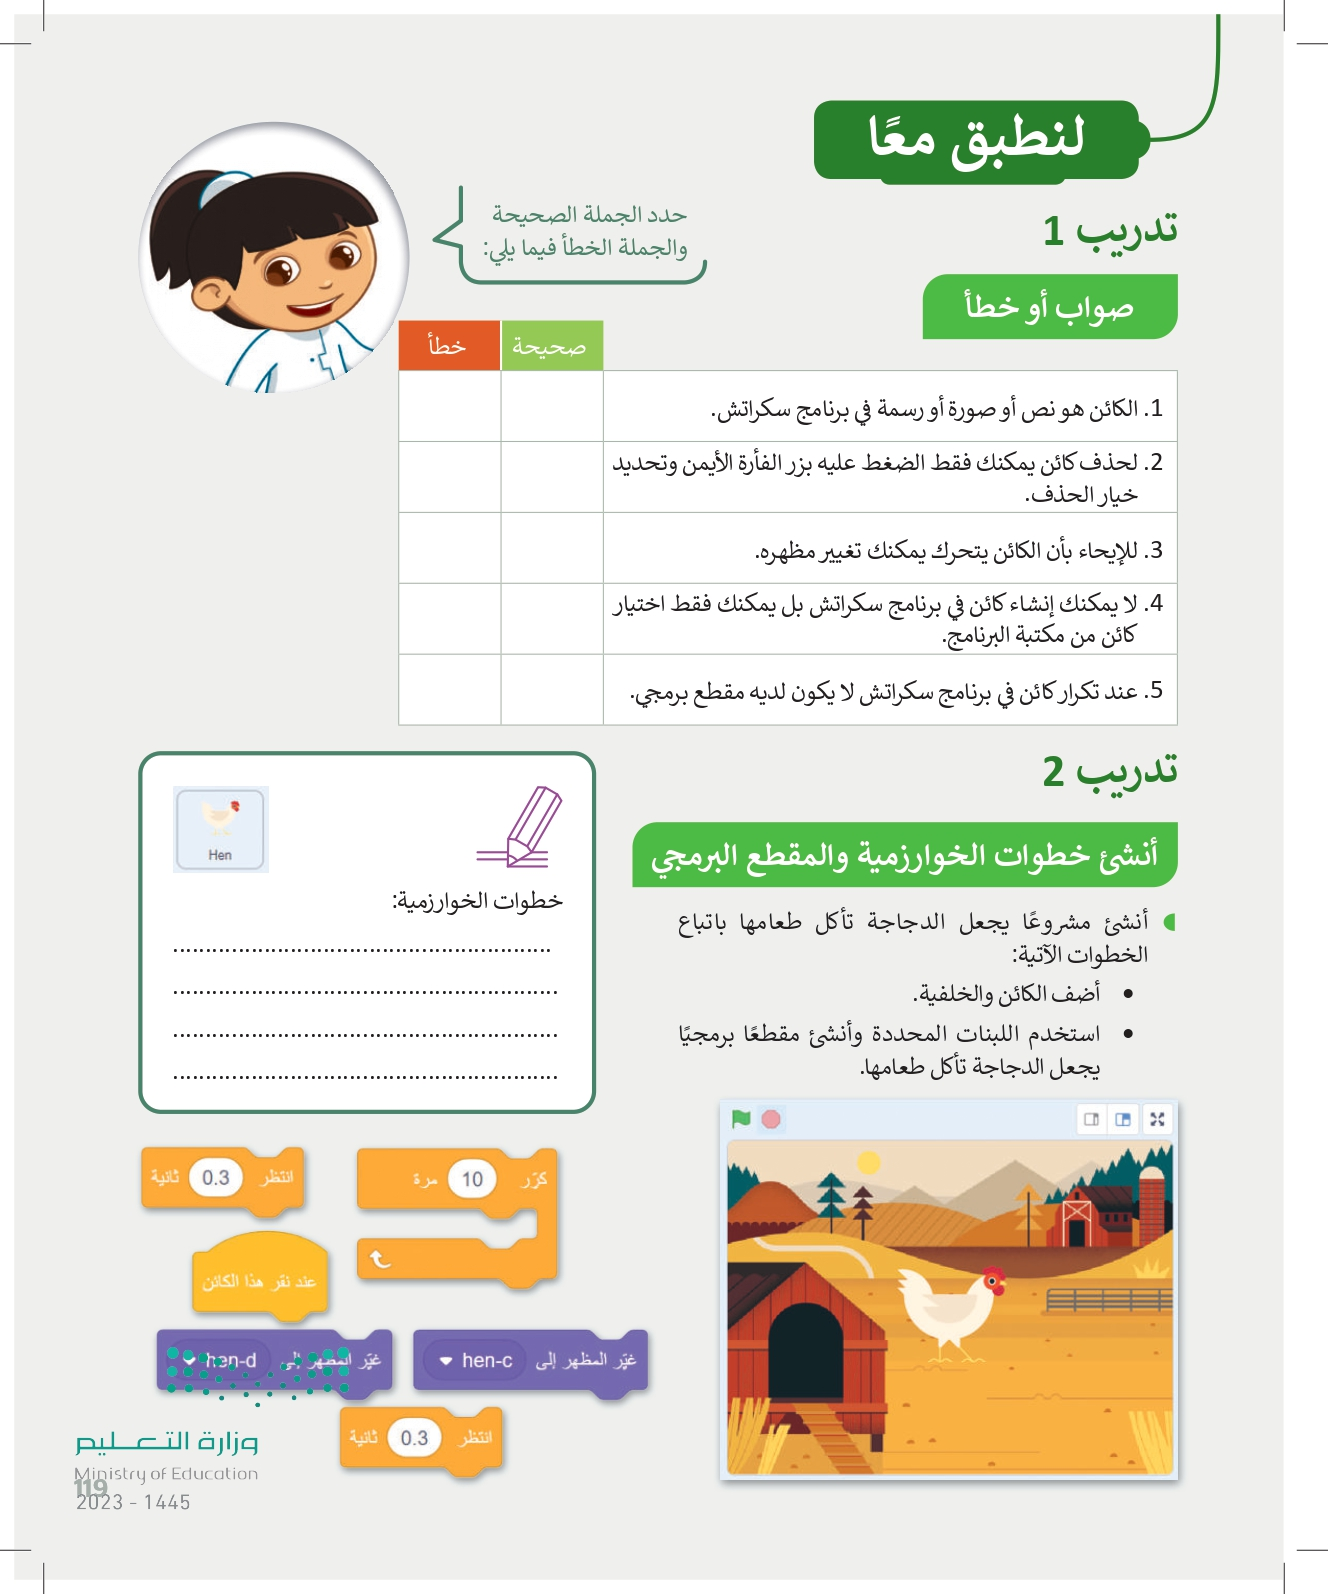 لنطبق معًا
تدريب 1
حدد الجملة الصحيحة
والجملة الخطأ فيما يلي:
صواب أو خطأ
صحيحة
خطأ
1. الكائن هو نص أو صورة أو رسمة في برنامج سكراتش.
2. لحذف كائن يمكنك فقط الضغط عليه بزر الفأرة الأيمن وتحديد
خيار الحذف.
3. للإيحاء بأن الكائن يتحرك يمكنك تغيير مظهره.
4. لا يمكنك إنشاء كائن في برنامج سكراتش بل يمكنك فقط اختيار
كائن من مكتبة البرنامج.
5. عند تكرار كائن في برنامج سكراتش لا يكون لديه مقطع برمجي.
تدريب 2
أنشئ خطوات الخوارزمية والمقطع البرمجي
أنشئ مشروعًا يجعل الدجاجة تأكل طعامها باتباع
الخطوات الآتية:
• أضف الكائن والخلفية.
• استخدم اللبنات المحددة وأنشئ مقطعًا برمجيًا
يجعل الدجاجة تأكل طعامها.
Hen
خطوات الخوارزمية:
......................................................
......................................................
......................................................
......................................................
كرّر 10 مرة
انتظر 0.3 ثانية
عند نقر هذا الكائن
غيّر المظهر إلى hen-c
غيّر المظهر إلى hen-d
انتظر 0.3 ثانية
وزارة التعليم
Ministry of Education
119
2023 - 1445